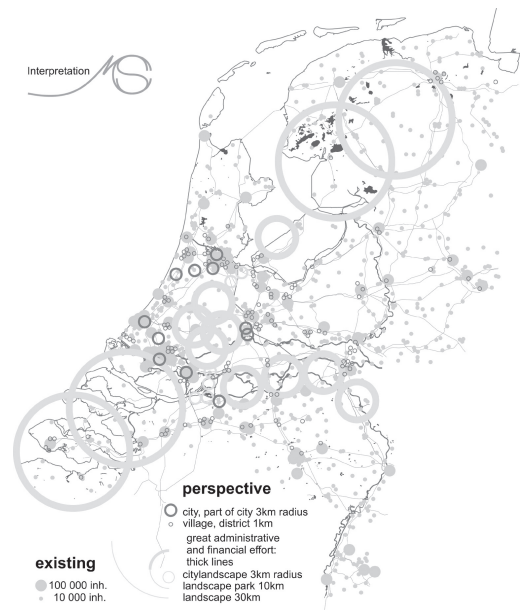 Interpretation MSC
perspective
city, part of city 3km radius
village, district 1km
great administrative
and financial effort:
thick lines
citylandscape 3km radius
landscape park 10km
landscape 30km
existing
100 000 inh.
10 000 inh.